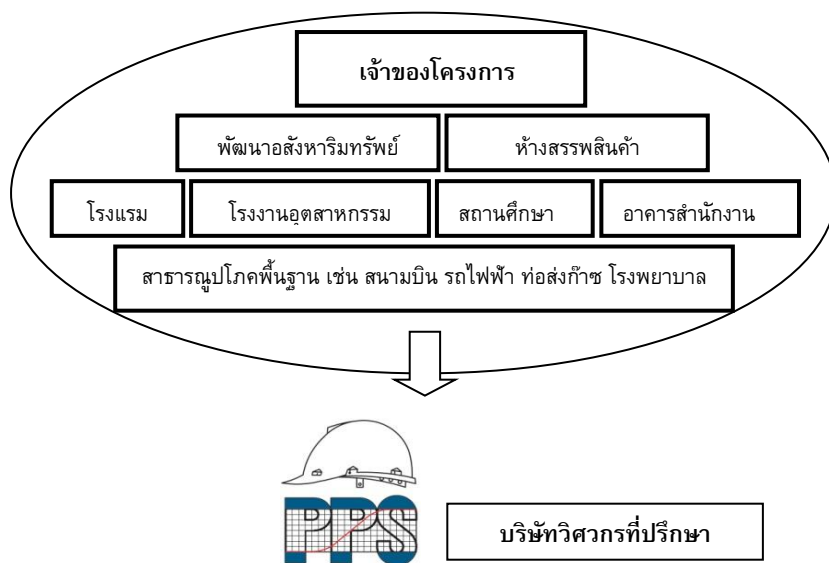 เจ้าของโครงการ
พัฒนาอสังหาริมทรัพย์ ห้างสรรพสินค้า
โรงแรม โรงงานอุตสาหกรรม สถานศึกษา อาคารสำนักงาน
สาธารณูปโภคพื้นฐาน เช่น สนามบิน รถไฟฟ้า ท่อส่งก๊าซ โรงพยาบาล
PPS
บริษัทวิศวกรที่ปรึกษา